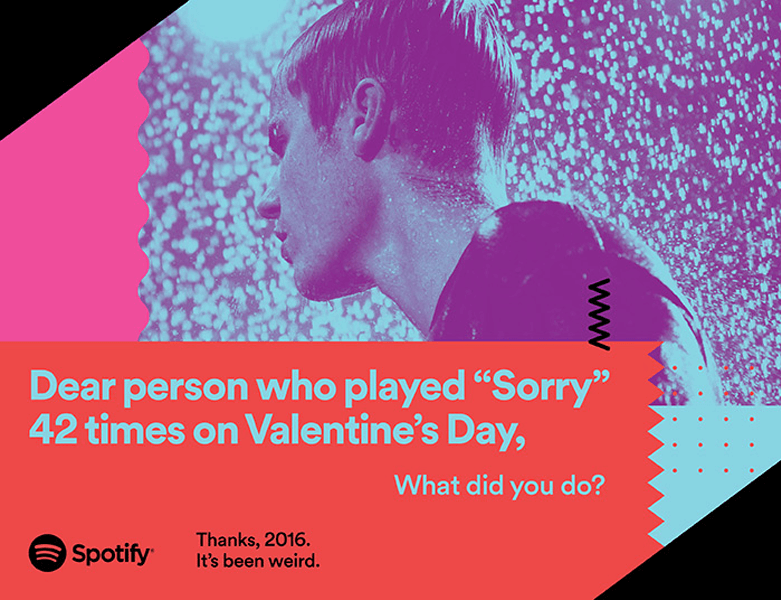 Dear person who played “Sorry”
42 times on Valentine’s Day,
What did you do?
Spotify®
Thanks, 2016.
It’s been weird.